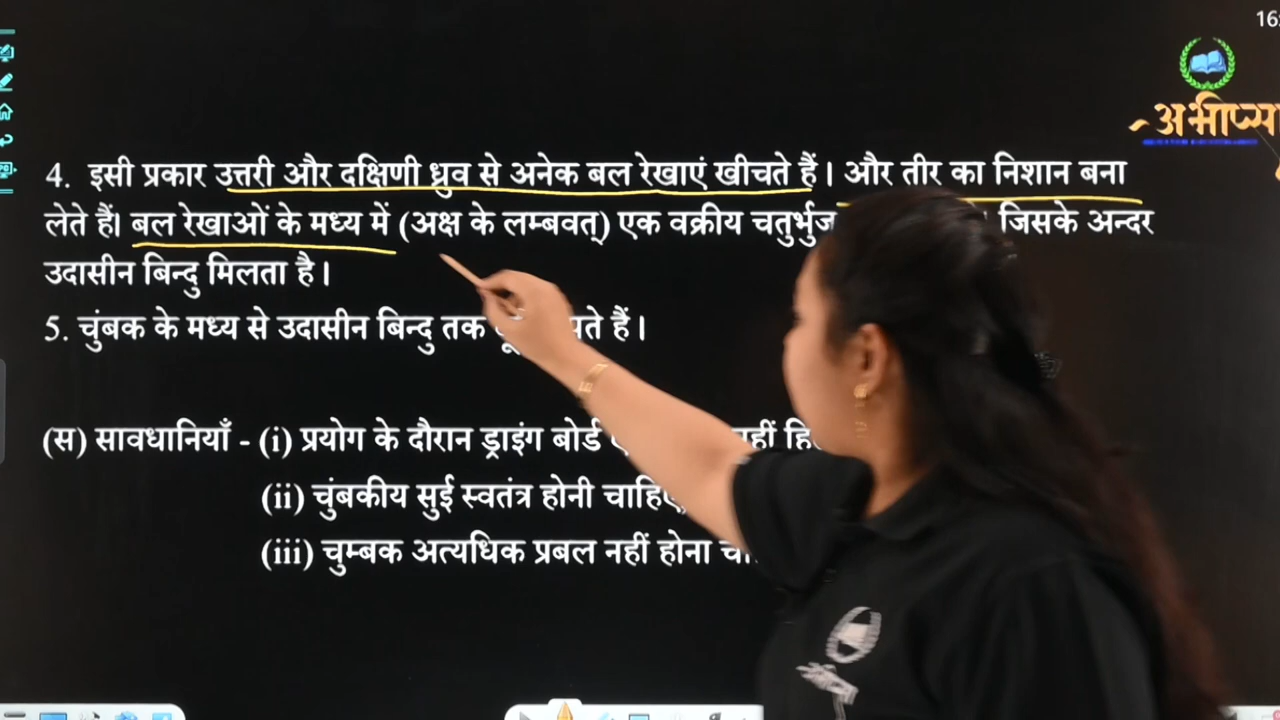 16:
अभीप्स
4. इसी प्रकार उत्तरी और दक्षिणी ध्रुव से अनेक बल रेखाएं खीचते हैं। और तीर का निशान बना
लेते हैं। बल रेखाओं के मध्य में (अक्ष के लम्बवत्) एक वक्रीय चतुर्भुज जिसके अन्दर
उदासीन बिन्दु मिलता है।
5. चुंबक के मध्य से उदासीन बिन्दु तक हैं।
(स) सावधानियाँ - (i) प्रयोग के दौरान ड्राइंग बोर्ड
(ii) चुंबकीय सुई स्वतंत्र होनी चाहिए
(iii) चुम्बक अत्यधिक प्रबल नहीं होना